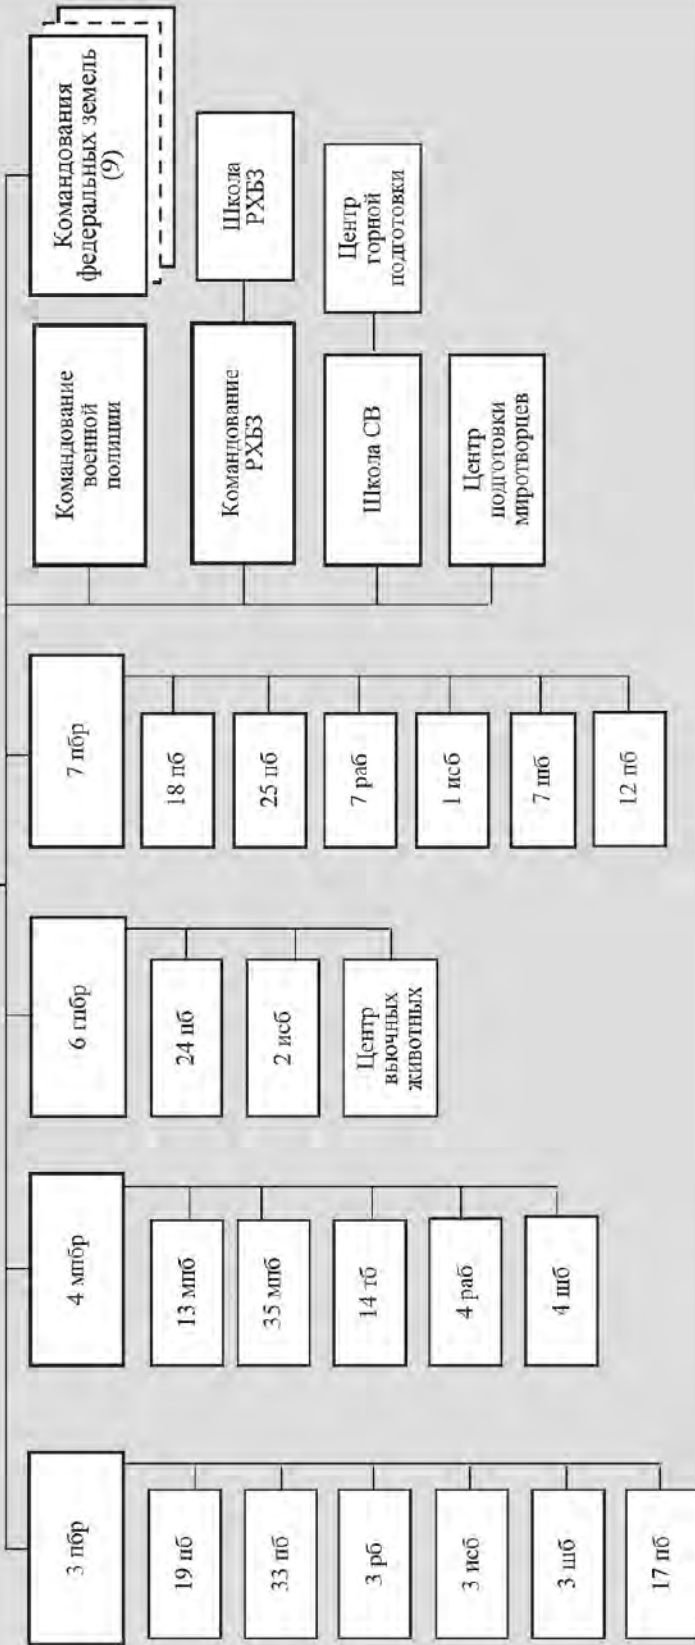 3 пбр
19 пб
33 пб
3 рб
3 исб
3 шб
17 пб
4 мпбр
13 мпб
35 мпб
14 тб
4 раб
4 шб
6 гпбр
24 пб
2 исб
Центр
вьючных
животных
7 пбр
18 пб
25 пб
7 раб
1 исб
7 шб
12 пб
Командование
военной
полиции
Командования
федеральных земель
(9)
Командование
РХБЗ
Школа
РХБЗ
Школа СВ
Центр
горной
подготовки
Центр
подготовки
миротворцев